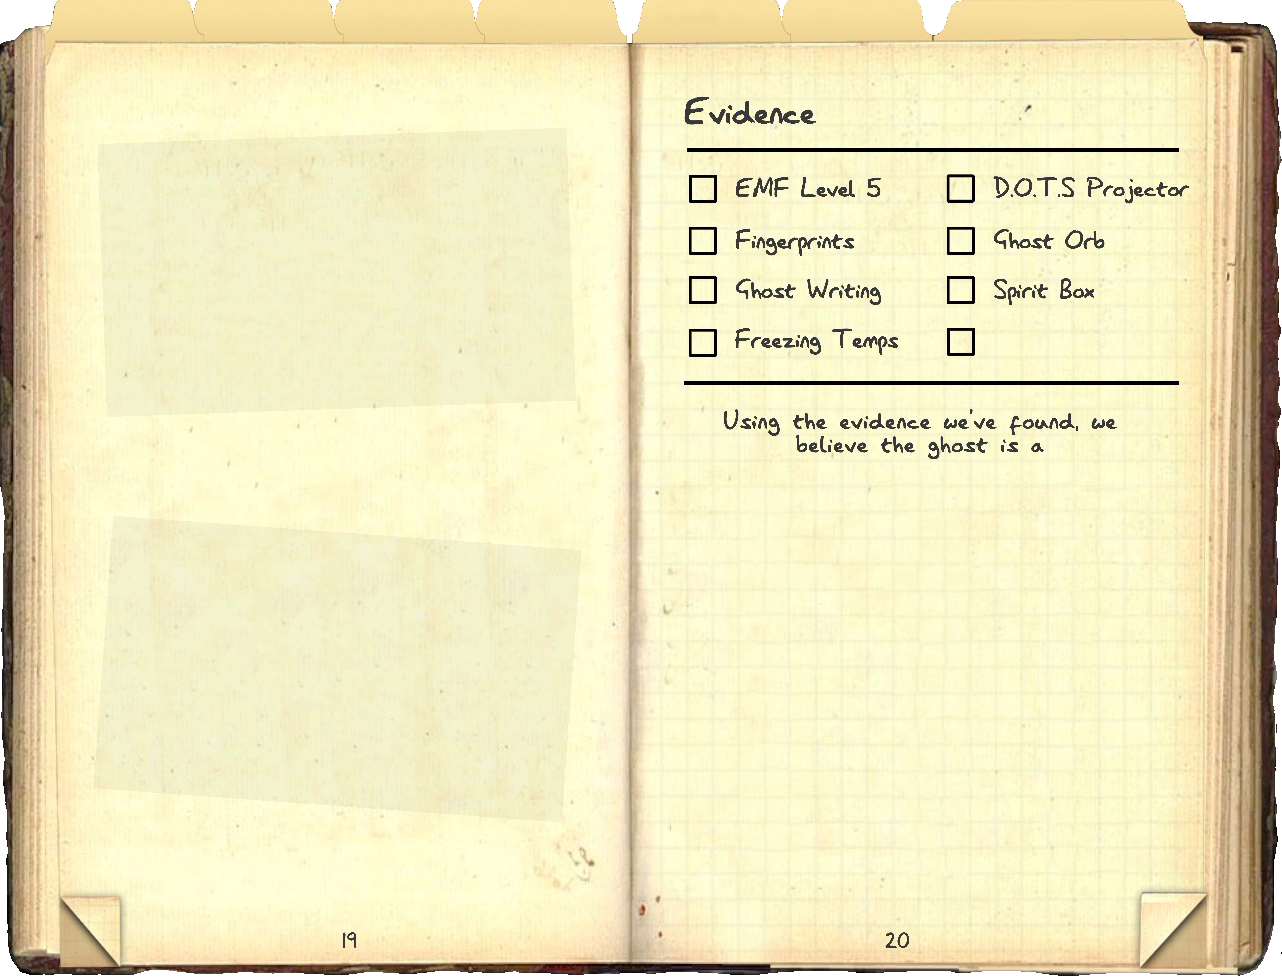 Evidence
EMF Level 5
D.O.T.S Projector
Fingerprints
Ghost Orb
Ghost Writing
Spirit Box
Freezing Temps
Using the evidence we've found, we
believe the ghost is a
19
20